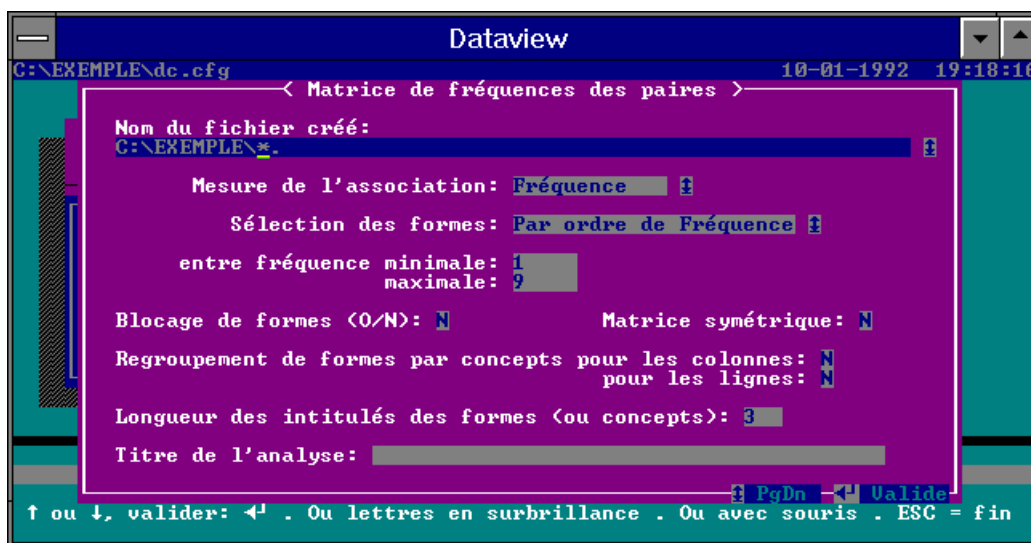 Dataview
C:\EXEMPLE\dc.cfg 10-01-1992 19:18:16
< Matrice de fréquences des paires >
Nom du fichier créé:
C:\EXEMPLE\*.
Mesure de l'association: Fréquence
Sélection des formes: Par ordre de Fréquence
entre fréquence minimale: 1
maximale: 9
Blocage de formes (O/N): N Matrice symétrique: N
Regroupement de formes par concepts pour les colonnes: N
pour les lignes: N
Longueur des intitulés des formes (ou concepts): 3
Titre de l'analyse:
↕ PgDn ◄┘ Valide
↑ ou ↓, valider: ◄┘ . Ou lettres en surbrillance . Ou avec souris . ESC = fin